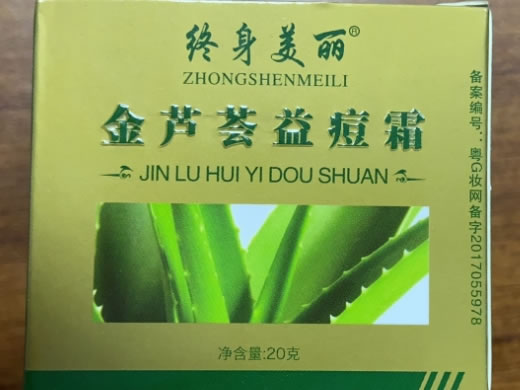 终身美丽®
ZHONGSHENMEILI
金芦荟益痘霜
JIN LU HUI YI DOU SHUAN
净含量:20克
备案编号：粤G妆网备字2017055978